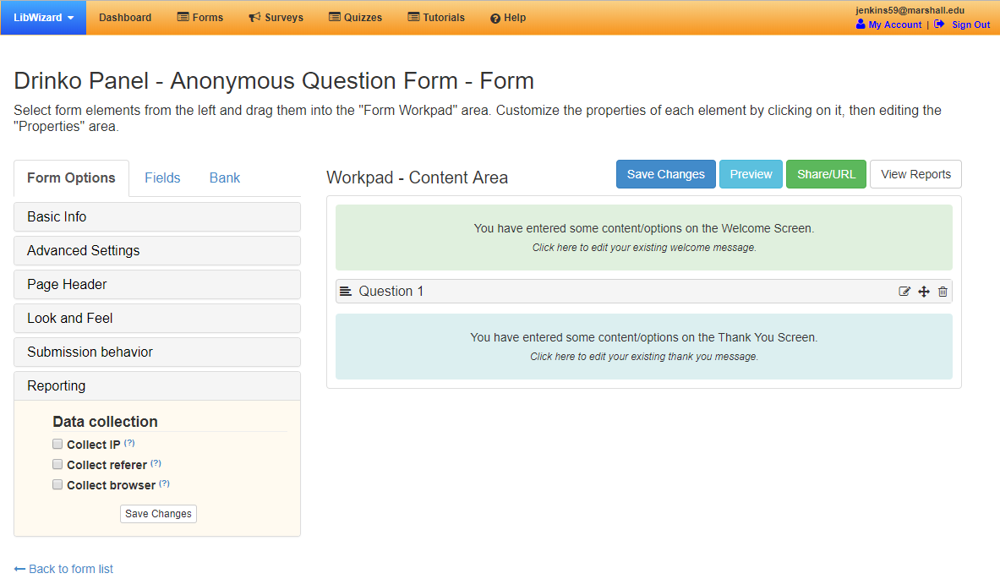 LibWizard
Dashboard
Forms
Surveys
Quizzes
Tutorials
Help
jenkins59@marshall.edu
My Account | Sign Out
Drinko Panel - Anonymous Question Form - Form
Select form elements from the left and drag them into the "Form Workpad" area. Customize the properties of each element by clicking on it, then editing the
"Properties" area.
Form Options
Fields
Bank
Basic Info
Advanced Settings
Page Header
Look and Feel
Submission behavior
Reporting
Data collection
Collect IP (?)
Collect referer (?)
Collect browser (?)
Save Changes
Back to form list
Workpad - Content Area
Save Changes
Preview
Share/URL
View Reports
You have entered some content/options on the Welcome Screen.
Click here to edit your existing welcome message.
Question 1
You have entered some content/options on the Thank You Screen.
Click here to edit your existing thank you message.